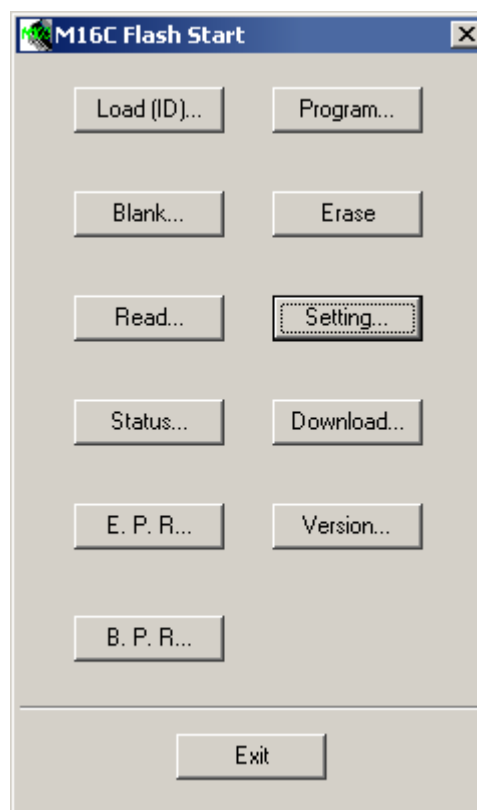 M16C Flash Start
Load (ID)... Program...
Blank... Erase
Read... Setting...
Status... Download...
E. P. R... Version...
B. P. R...
Exit